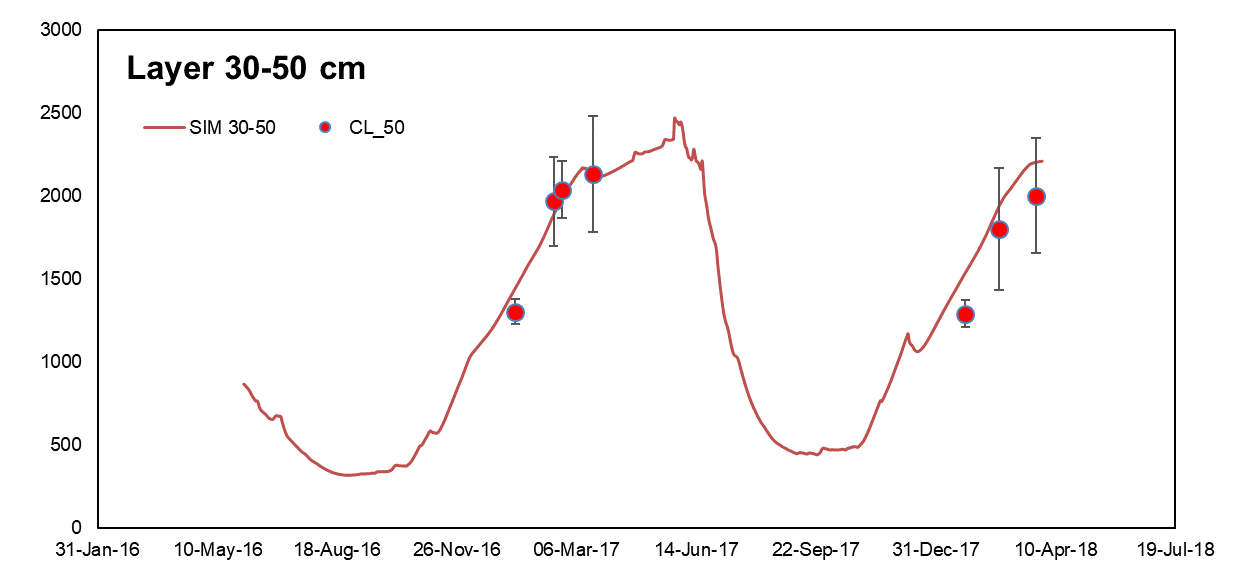 3000
Layer 30-50 cm
2500
SIM 30-50
CL_50
2000
1500
1000
500
0
31-Jan-16
10-May-16
18-Aug-16
26-Nov-16
06-Mar-17
14-Jun-17
22-Sep-17
31-Dec-17
10-Apr-18
19-Jul-18